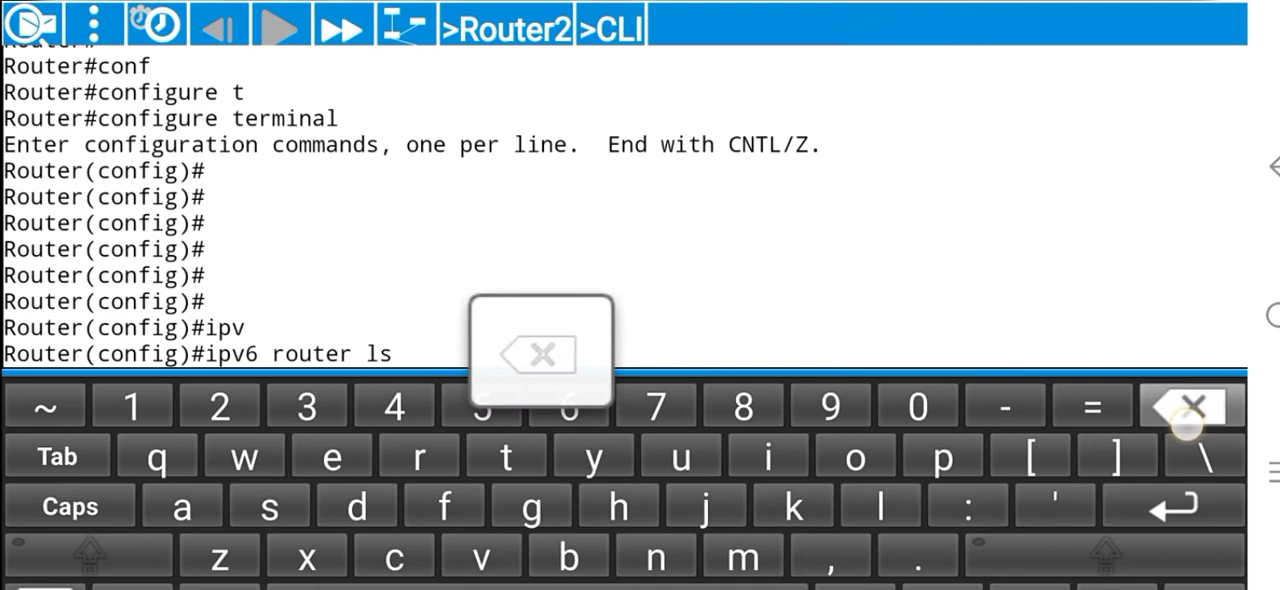 >Router2 >CLI
Router#
Router#conf
Router#configure t
Router#configure terminal
Enter configuration commands, one per line. End with CNTL/Z.
Router(config)#
Router(config)#
Router(config)#
Router(config)#
Router(config)#
Router(config)#
Router(config)#ipv
Router(config)#ipv6 router ls
~ 1 2 3 4 5 6 7 8 9 0 - =
Tab q w e r t y u i o p [ ] \
Caps a s d f g h j k l : '
z x c v b n m , .